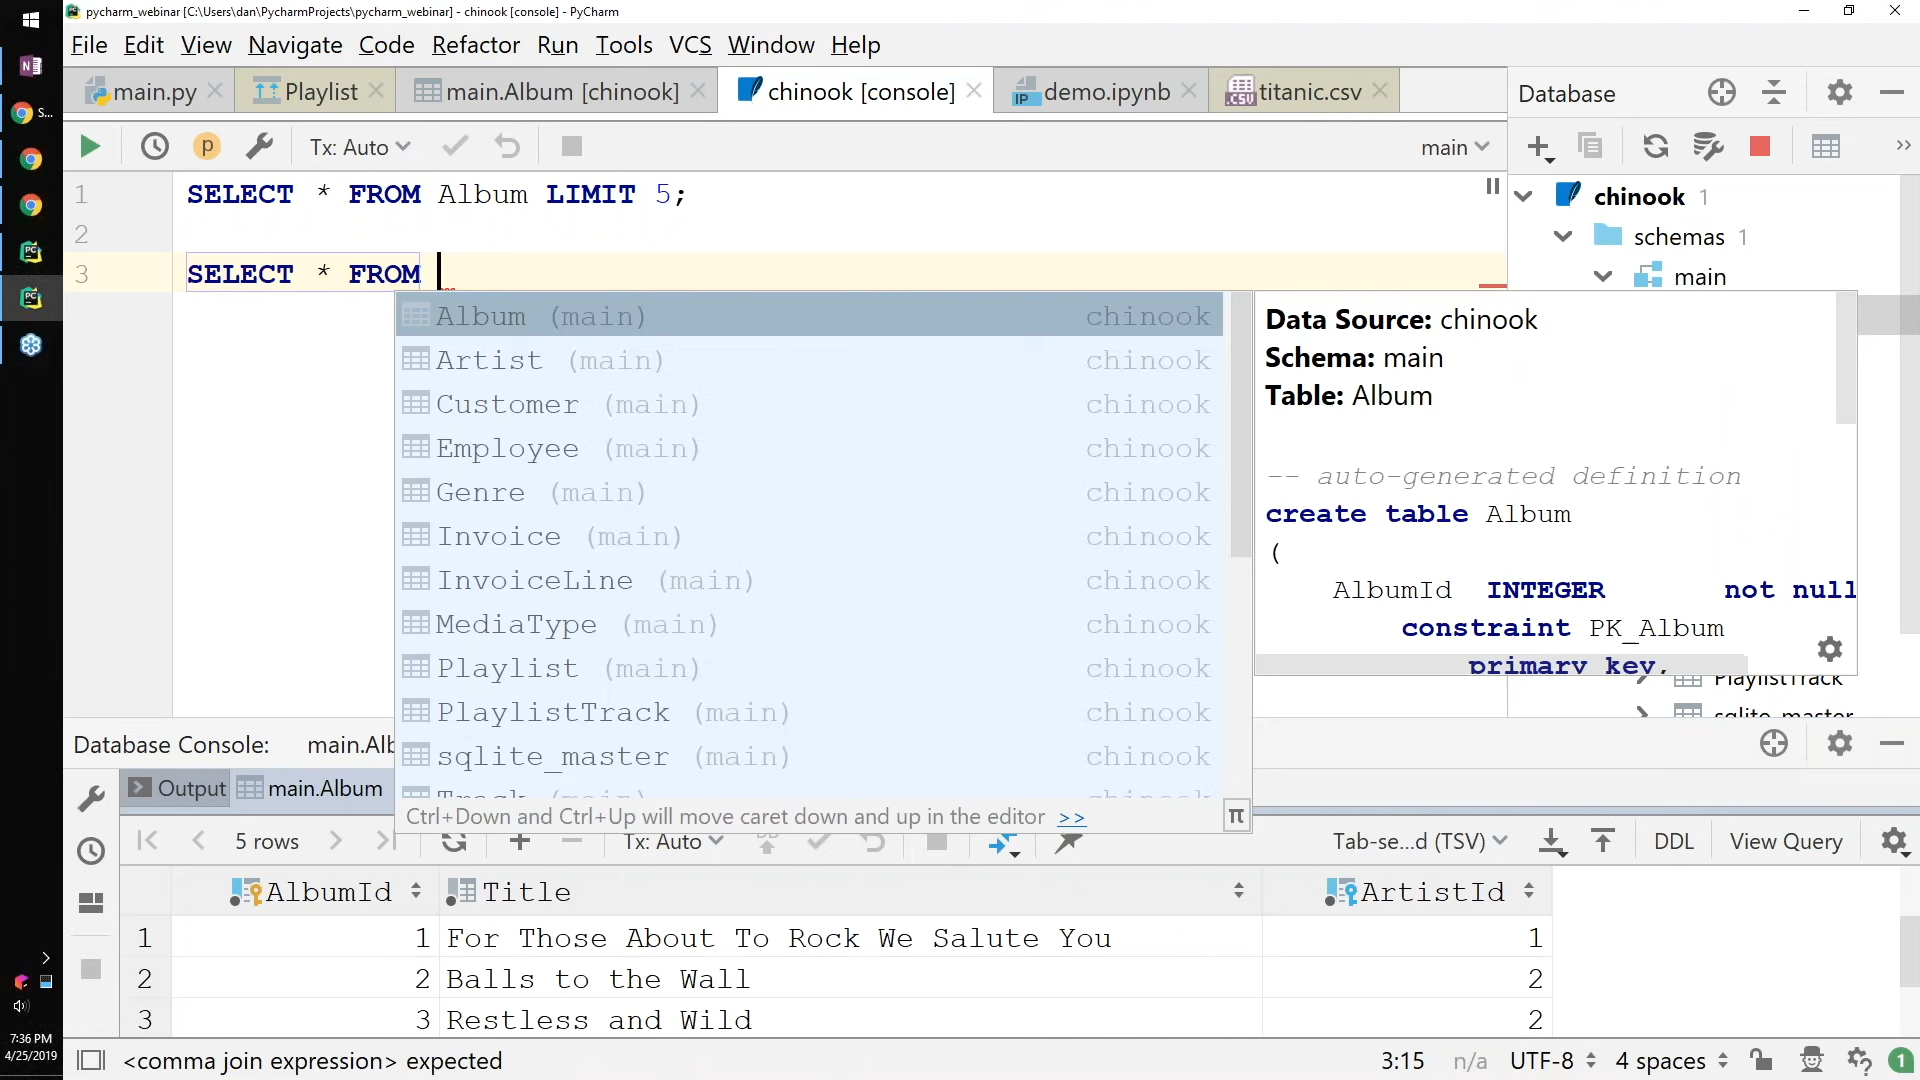 pycharm_webinar [C:\Users\dan\PycharmProjects\pycharm_webinar] - chinook [console] - PyCharm
File Edit View Navigate Code Refactor Run Tools VCS Window Help
main.py Playlist main.Album [chinook] chinook [console] demo.ipynb titanic.csv Database
Tx: Auto main
1 SELECT * FROM Album LIMIT 5;
2
3 SELECT * FROM
chinook 1
schemas 1
main
Album (main) chinook
Artist (main) chinook
Customer (main) chinook
Employee (main) chinook
Genre (main) chinook
Invoice (main) chinook
InvoiceLine (main) chinook
MediaType (main) chinook
Playlist (main) chinook
PlaylistTrack (main) chinook
sqlite_master (main) chinook
Track (main) chinook
Ctrl+Down and Ctrl+Up will move caret down and up in the editor >> π
Data Source: chinook
Schema: main
Table: Album
-- auto-generated definition
create table Album
(
AlbumId INTEGER not null
constraint PK_Album
primary key,
PlaylistTrack
sqlite_master
Database Console: main.Alb
Output main.Album
5 rows Tx: Auto DB Tab-se...d (TSV) DDL View Query
AlbumId Title ArtistId
1 1 For Those About To Rock We Salute You 1
2 2 Balls to the Wall 2
3 3 Restless and Wild 2
<comma join expression> expected 3:15 n/a UTF-8 4 spaces 1
S...
7:36 PM
4/25/2019